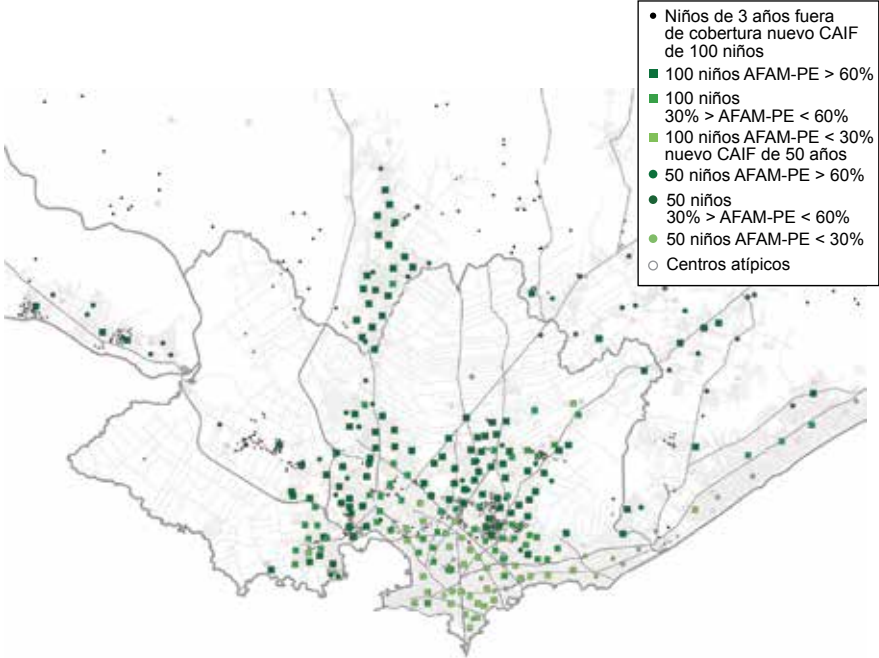 Niños de 3 años fuera
de cobertura nuevo CAIF
de 100 niños
100 niños AFAM-PE > 60%
100 niños
30% > AFAM-PE < 60%
100 niños AFAM-PE < 30%
nuevo CAIF de 50 años
50 niños AFAM-PE > 60%
50 niños
30% > AFAM-PE < 60%
50 niños AFAM-PE < 30%
Centros atípicos